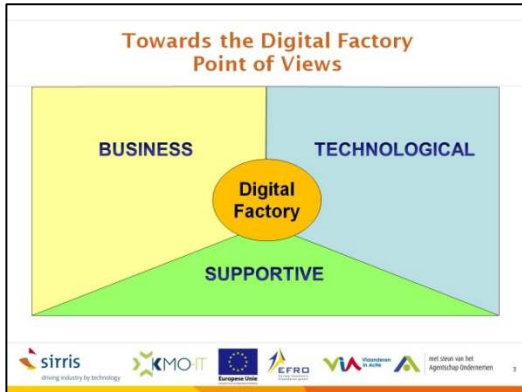 Towards the Digital Factory
Point of Views
BUSINESS
TECHNOLOGICAL
Digital
Factory
SUPPORTIVE
sirris
driving industry by technology
KMO-IT
Europese Unie
EFRO
ViA Vlaanderen
in Actie
met steun van het
Agentschap Ondernemen
3